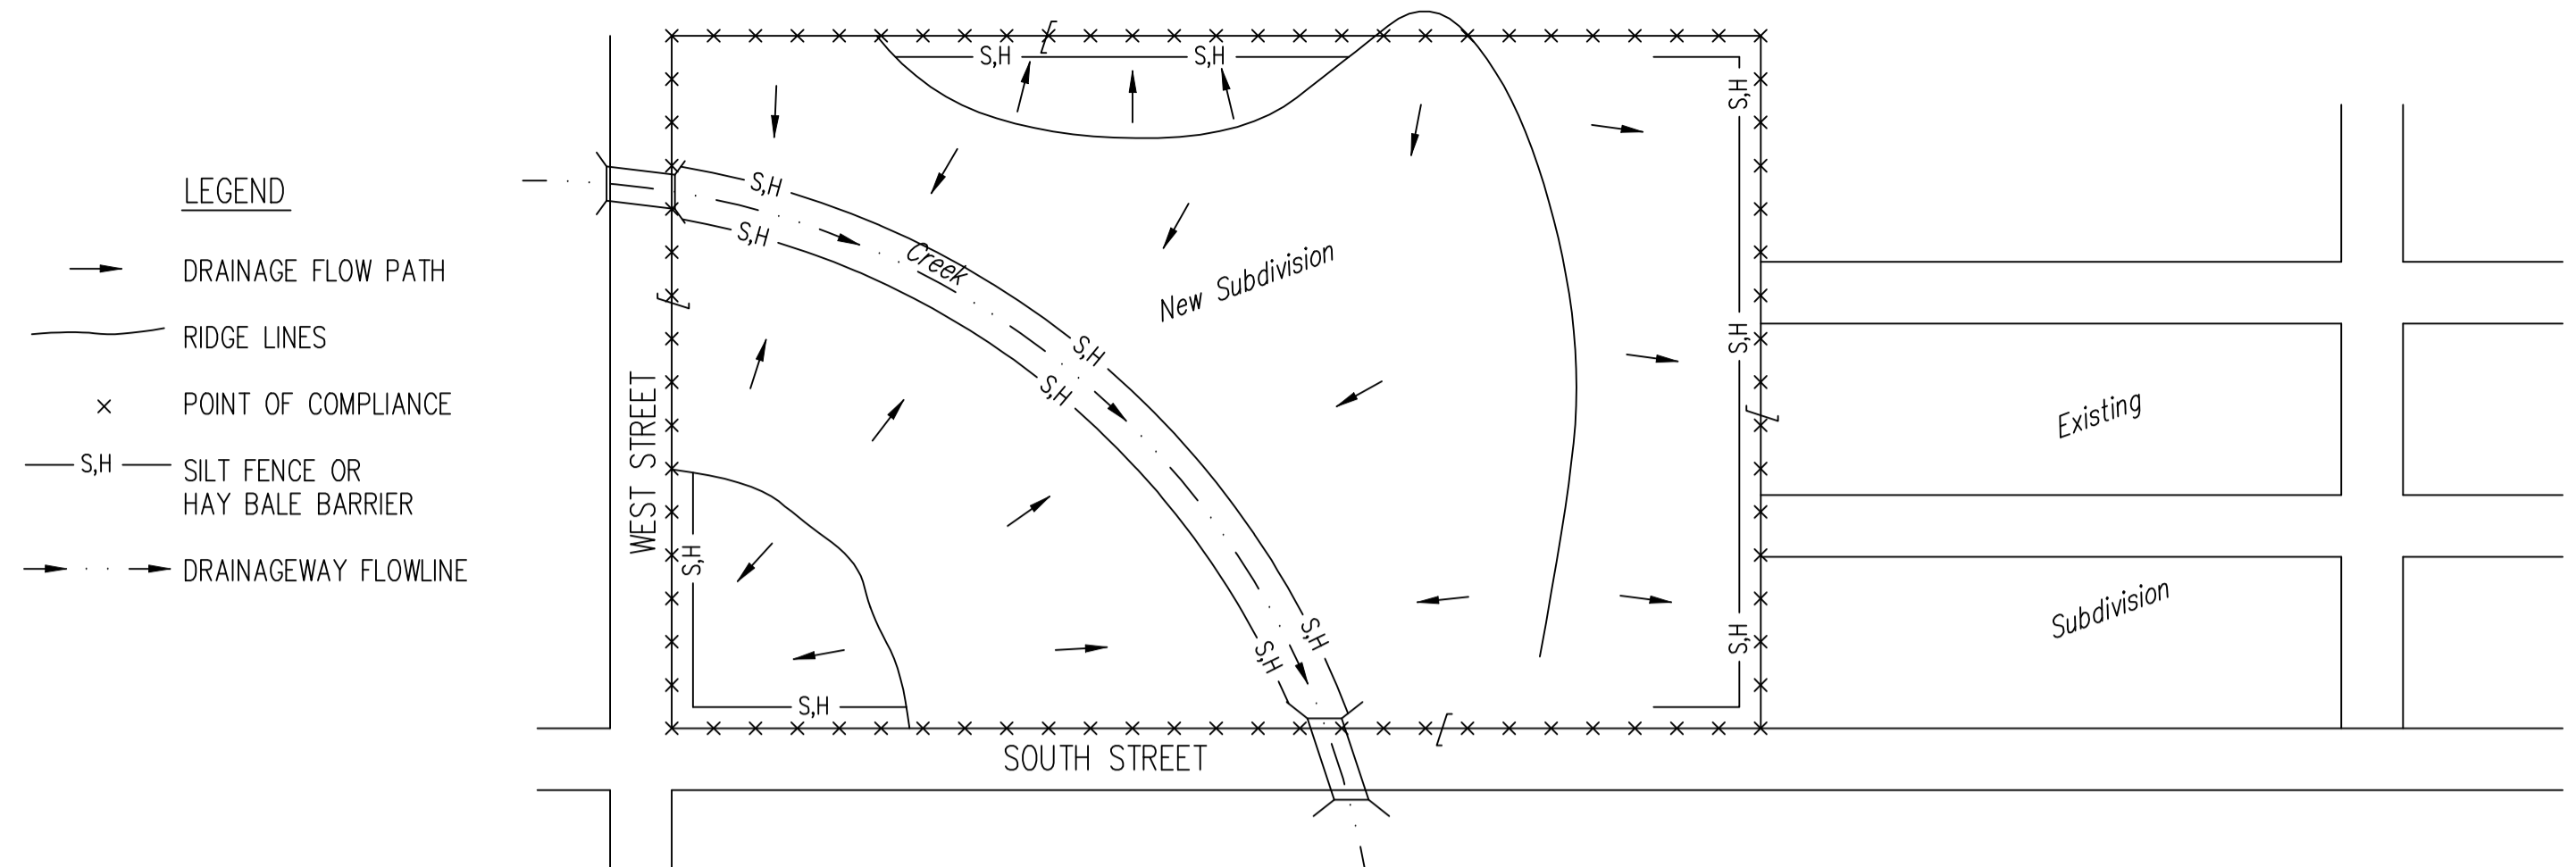 LEGEND
DRAINAGE FLOW PATH
RIDGE LINES
POINT OF COMPLIANCE
S,H
SILT FENCE OR
HAY BALE BARRIER
DRAINAGEWAY FLOWLINE
S,H
S,H
S,H
S,H
S,H
Creek
New Subdivision
S,H
S,H
S,H
WEST STREET
S,H
S,H
S,H
S,H
S,H
S,H
SOUTH STREET
Existing
Subdivision